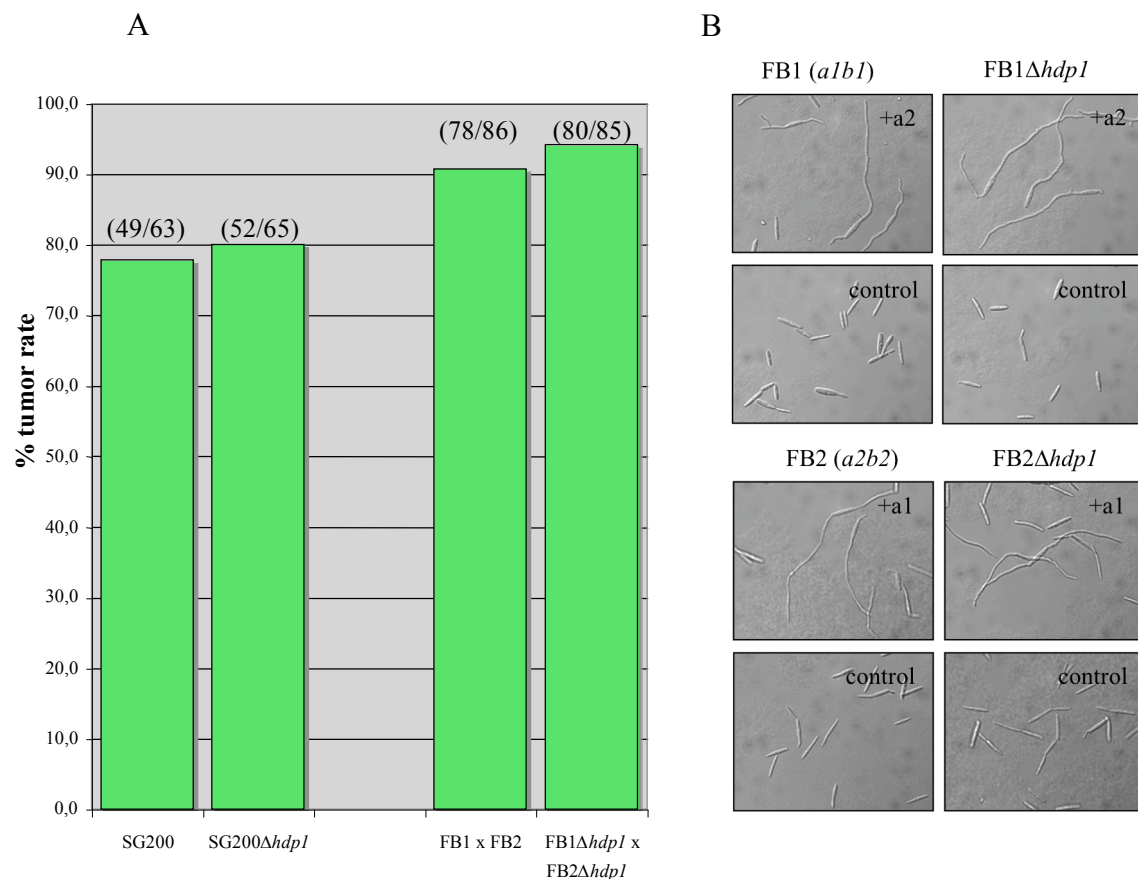 A
B
FB1 (a1b1)
FB1Δhdp1
100,0
90,0
80,0
70,0
60,0
50,0
40,0
30,0
20,0
10,0
0,0
% tumor rate
(49/63)
(52/65)
(78/86)
(80/85)
SG200
SG200Δhdp1
FB1 x FB2
FB1Δhdp1 x
FB2Δhdp1
+a2
+a2
control
control
FB2 (a2b2)
FB2Δhdp1
+a1
+a1
control
control